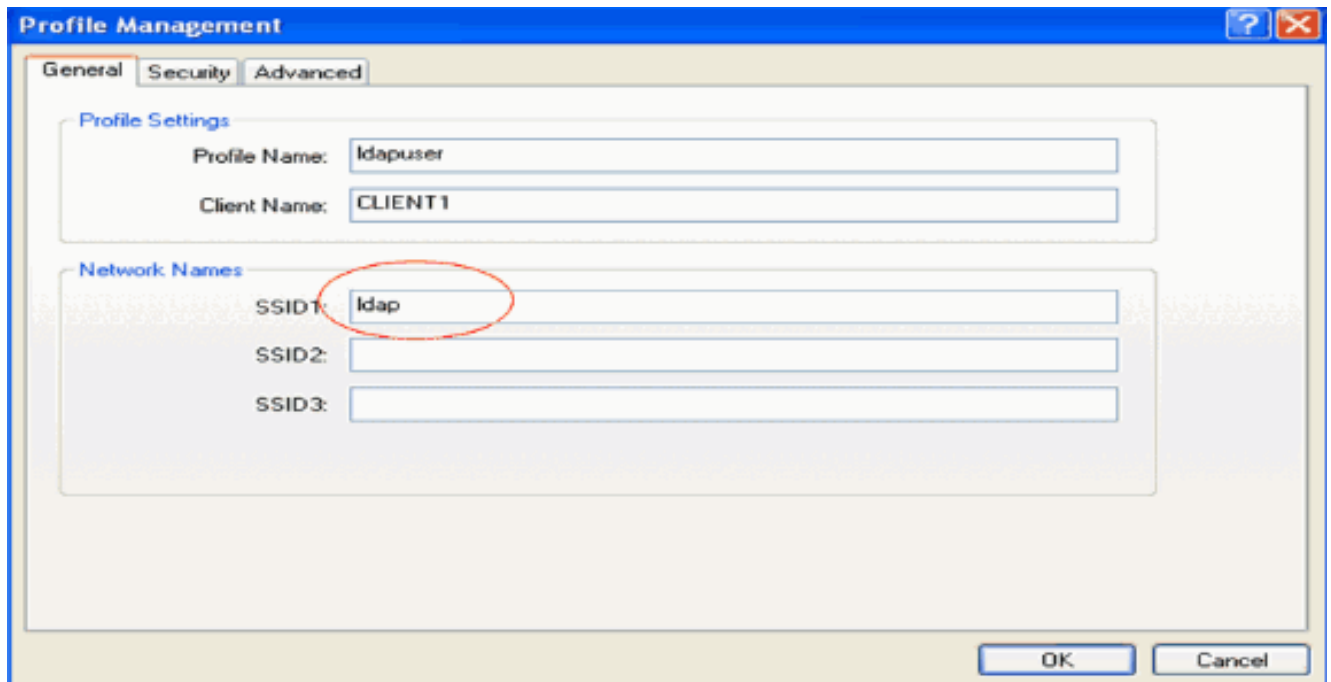 Profile Management
General Security Advanced
Profile Settings
Profile Name: ldapuser
Client Name: CLIENT1
Network Names
SSID1: ldap
SSID2:
SSID3:
OK Cancel